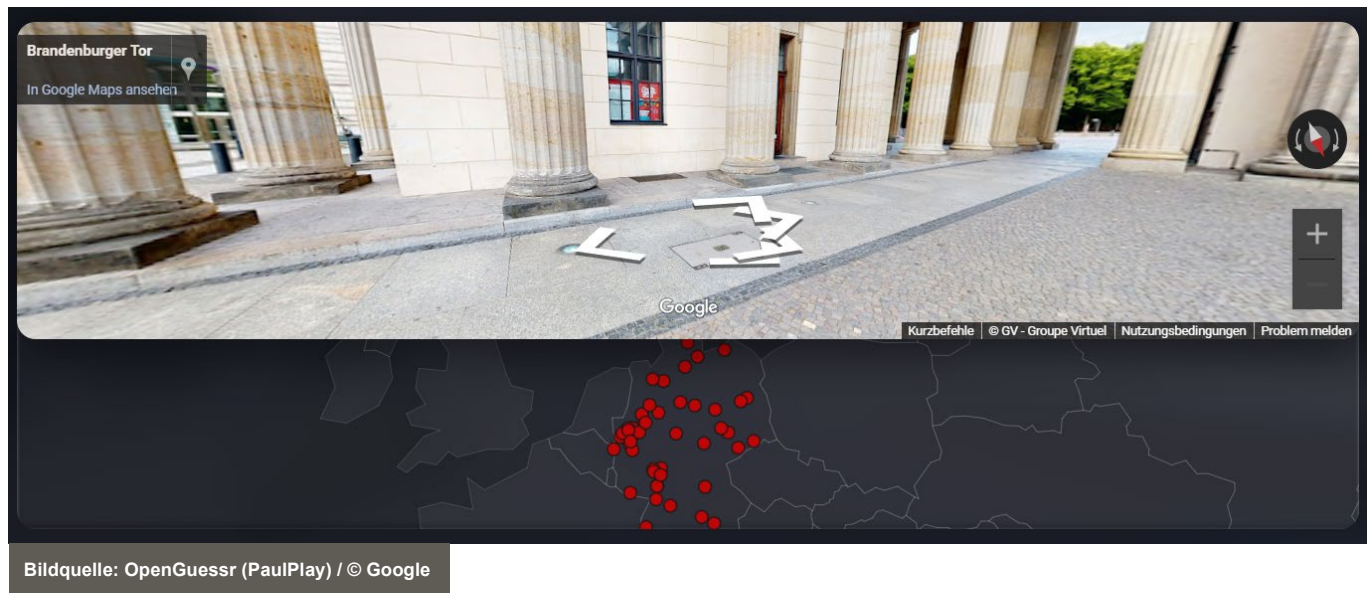 Brandenburger Tor
In Google Maps ansehen
Google
Kurzbefehle
© GV - Groupe Virtuel
Nutzungsbedingungen
Problem melden
Bildquelle: OpenGuessr (PaulPlay) / © Google